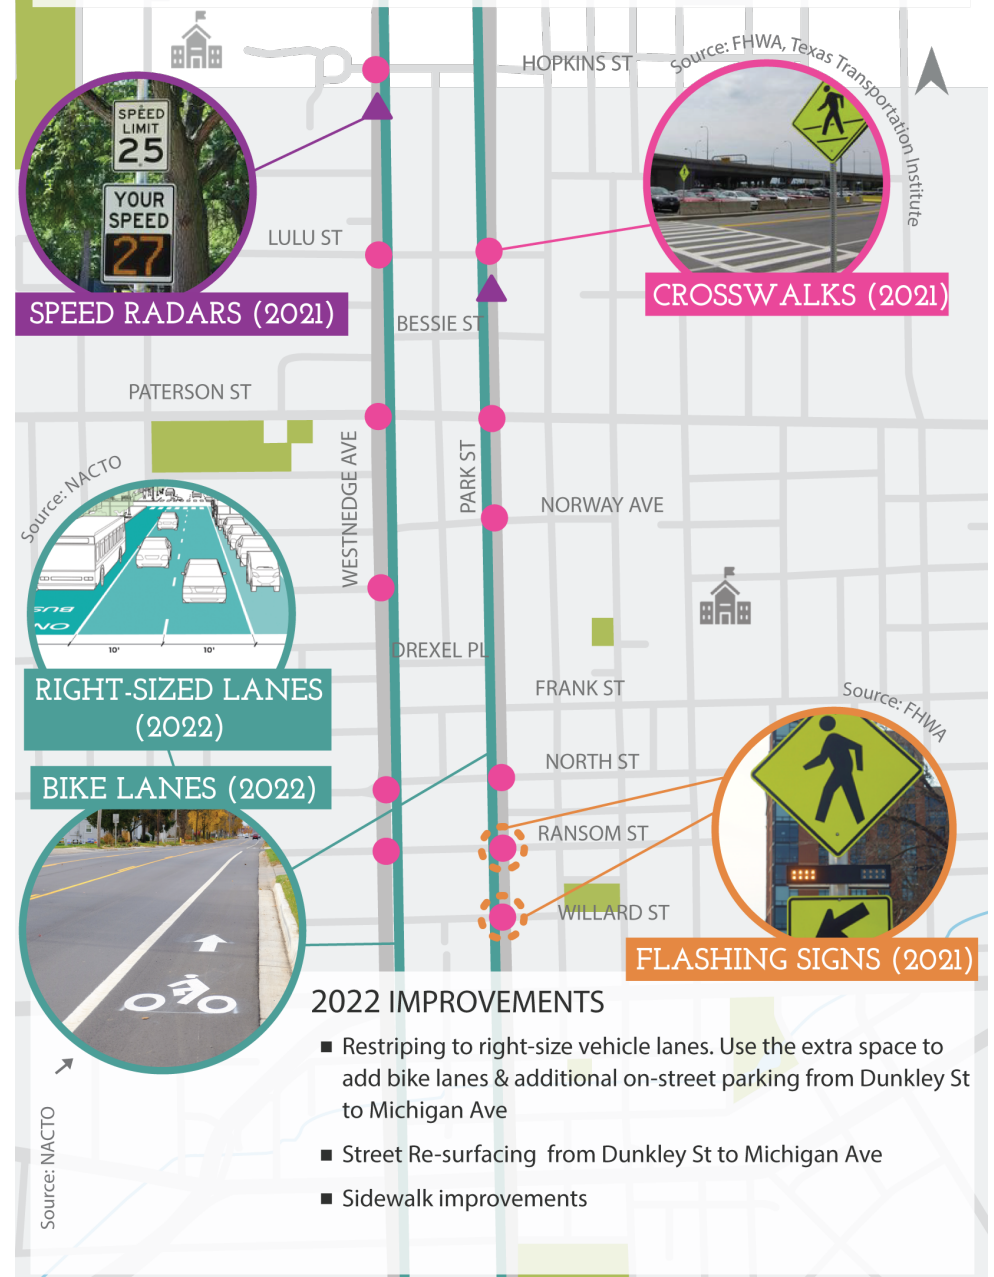 HOPKINS ST
Source: FHWA, Texas Transportation Institute
SPEED
LIMIT
25
YOUR
SPEED
27
LULU ST
SPEED RADARS (2021)
CROSSWALKS (2021)
BESSIE ST
PATERSON ST
WESTNEDGE AVE
PARK ST
Source: NACTO
NORWAY AVE
BUS
ON
10'
10'
DREXEL PL
RIGHT-SIZED LANES
(2022)
FRANK ST
Source: FHWA
NORTH ST
BIKE LANES (2022)
RANSOM ST
WILLARD ST
FLASHING SIGNS (2021)
2022 IMPROVEMENTS
■ Restriping to right-size vehicle lanes. Use the extra space to
add bike lanes & additional on-street parking from Dunkley St
to Michigan Ave
■ Street Re-surfacing from Dunkley St to Michigan Ave
■ Sidewalk improvements
Source: NACTO